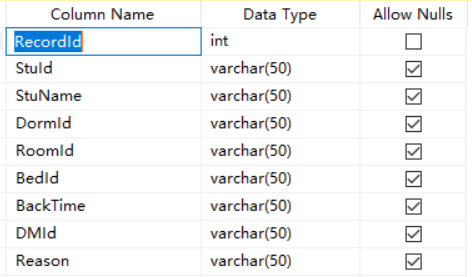 Column Name Data Type Allow Nulls
RecordId int
StuId varchar(50)
StuName varchar(50)
DormId varchar(50)
RoomId varchar(50)
BedId varchar(50)
BackTime varchar(50)
DMId varchar(50)
Reason varchar(50)